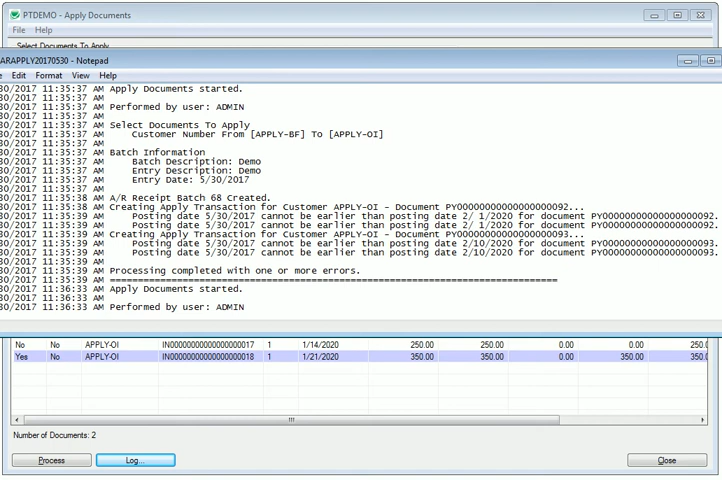 PTDEMO - Apply Documents
File Help
Select Documents To Apply
ARAPPLY20170530 - Notepad
Edit Format View Help
30/2017 11:35:37 AM Apply Documents started.
30/2017 11:35:37 AM
30/2017 11:35:37 AM Performed by user: ADMIN
30/2017 11:35:37 AM
30/2017 11:35:37 AM Select Documents To Apply
30/2017 11:35:37 AM Customer Number From [APPLY-BF] To [APPLY-OI]
30/2017 11:35:37 AM
30/2017 11:35:37 AM Batch Information
30/2017 11:35:37 AM Batch Description: Demo
30/2017 11:35:37 AM Entry Description: Demo
30/2017 11:35:37 AM Entry Date: 5/30/2017
30/2017 11:35:37 AM
30/2017 11:35:38 AM A/R Receipt Batch 68 Created.
30/2017 11:35:38 AM Creating Apply Transaction for Customer APPLY-OI - Document
30/2017 11:35:39 AM Posting date 5/30/2017 cannot be earlier than posting date 2/ 1/2020 for document
30/2017 11:35:39 AM Posting date 5/30/2017 cannot be earlier than posting date 2/ 1/2020 for document
30/2017 11:35:39 AM Creating Apply Transaction for Customer APPLY-OI - Document
30/2017 11:35:39 AM Posting date 5/30/2017 cannot be earlier than posting date 2/10/2020 for document
30/2017 11:35:39 AM Posting date 5/30/2017 cannot be earlier than posting date 2/10/2020 for document
30/2017 11:35:39 AM
30/2017 11:35:39 AM Processing completed with one or more errors.
30/2017 11:35:39 AM
30/2017 11:36:33 AM Apply Documents started.
30/2017 11:36:33 AM
30/2017 11:36:33 AM Performed by user: ADMIN
No No APPLY-OI 1 1/14/2020 250.00 250.00 0.00 0.00 250.0
Yes No APPLY-OI 1 1/21/2020 350.00 350.00 0.00 350.00 350.0
Number of Documents: 2
Process Log... Close